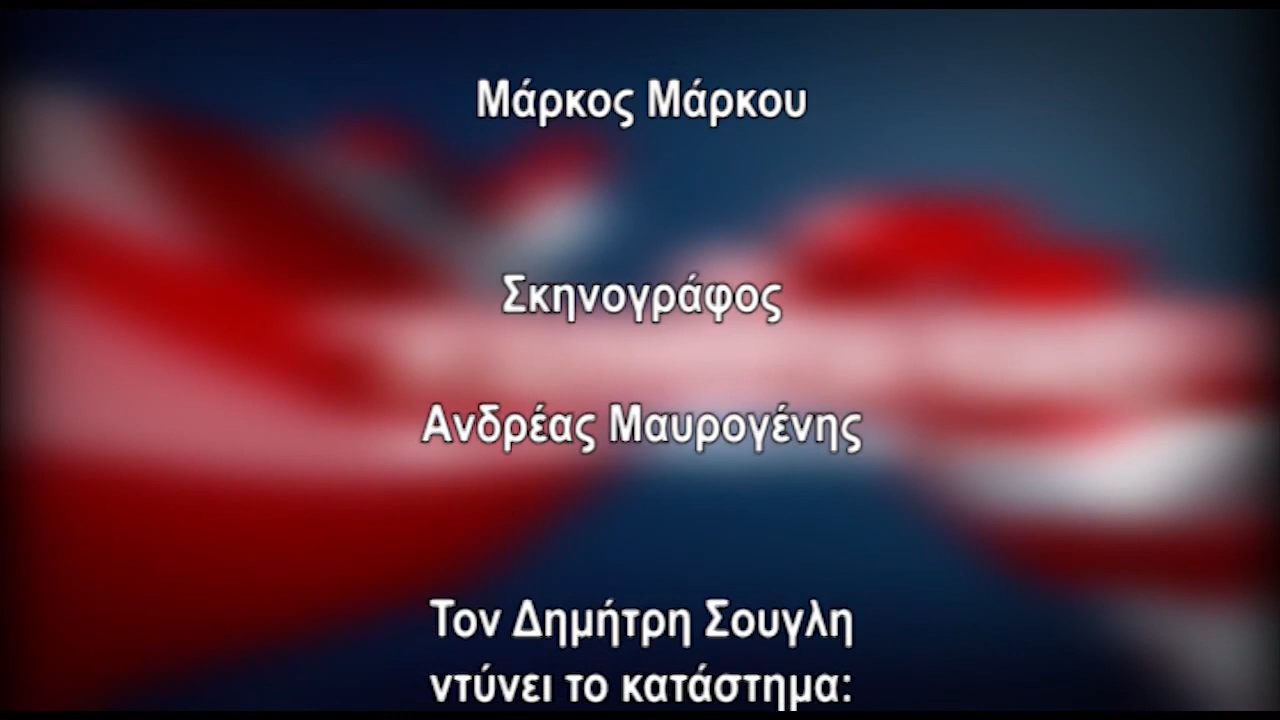 Μάρκος Μάρκου
Σκηνογράφος
Ανδρέας Μαυρογένης
Τον Δημήτρη Σουγλη
ντύνει το κατάστημα: